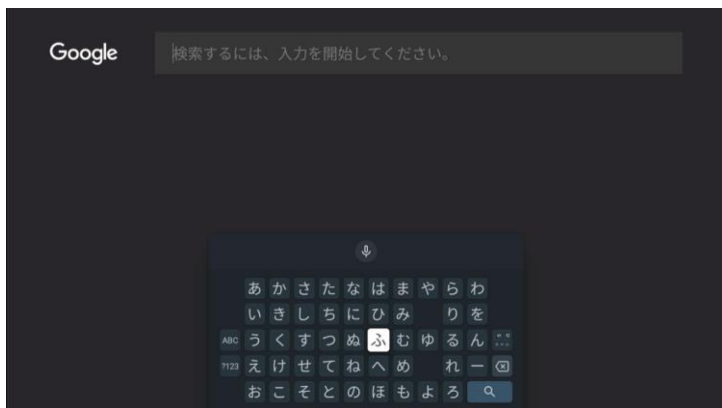 Google 検索するには、入力を開始してください。
あ か さ た な は ま や ら わ
い き し ち に ひ み り を
ABC う く す つ ぬ ふ む ゆ る ん
?123 え け せ て ね へ め れ ー
お こ そ と の ほ も よ ろ